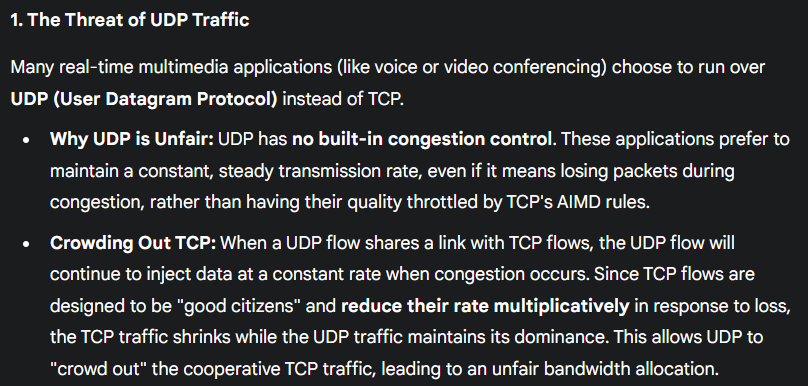 1. The Threat of UDP Traffic
Many real-time multimedia applications (like voice or video conferencing) choose to run over
UDP (User Datagram Protocol) instead of TCP.
• Why UDP is Unfair: UDP has no built-in congestion control. These applications prefer to
maintain a constant, steady transmission rate, even if it means losing packets during
congestion, rather than having their quality throttled by TCP's AIMD rules.
• Crowding Out TCP: When a UDP flow shares a link with TCP flows, the UDP flow will
continue to inject data at a constant rate when congestion occurs. Since TCP flows are
designed to be "good citizens" and reduce their rate multiplicatively in response to loss,
the TCP traffic shrinks while the UDP traffic maintains its dominance. This allows UDP to
"crowd out" the cooperative TCP traffic, leading to an unfair bandwidth allocation.